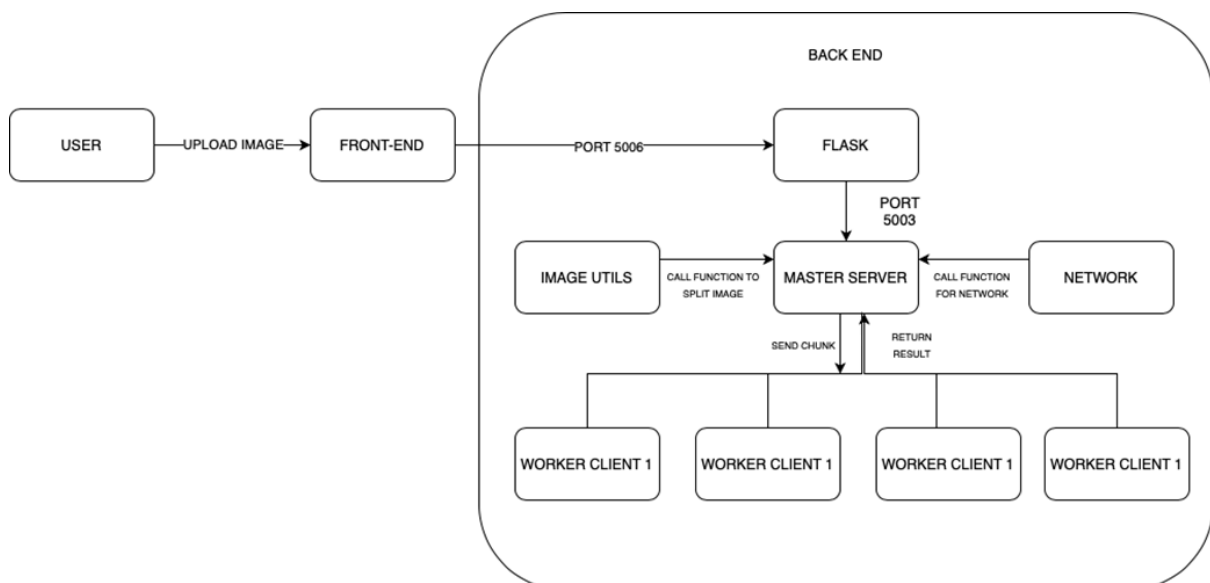 BACK END
USER
UPLOAD IMAGE
FRONT-END
PORT 5006
FLASK
PORT
5003
IMAGE UTILS
CALL FUNCTION TO
SPLIT IMAGE
MASTER SERVER
CALL FUNCTION
FOR NETWORK
NETWORK
SEND CHUNK
RETURN
RESULT
WORKER CLIENT 1
WORKER CLIENT 1
WORKER CLIENT 1
WORKER CLIENT 1